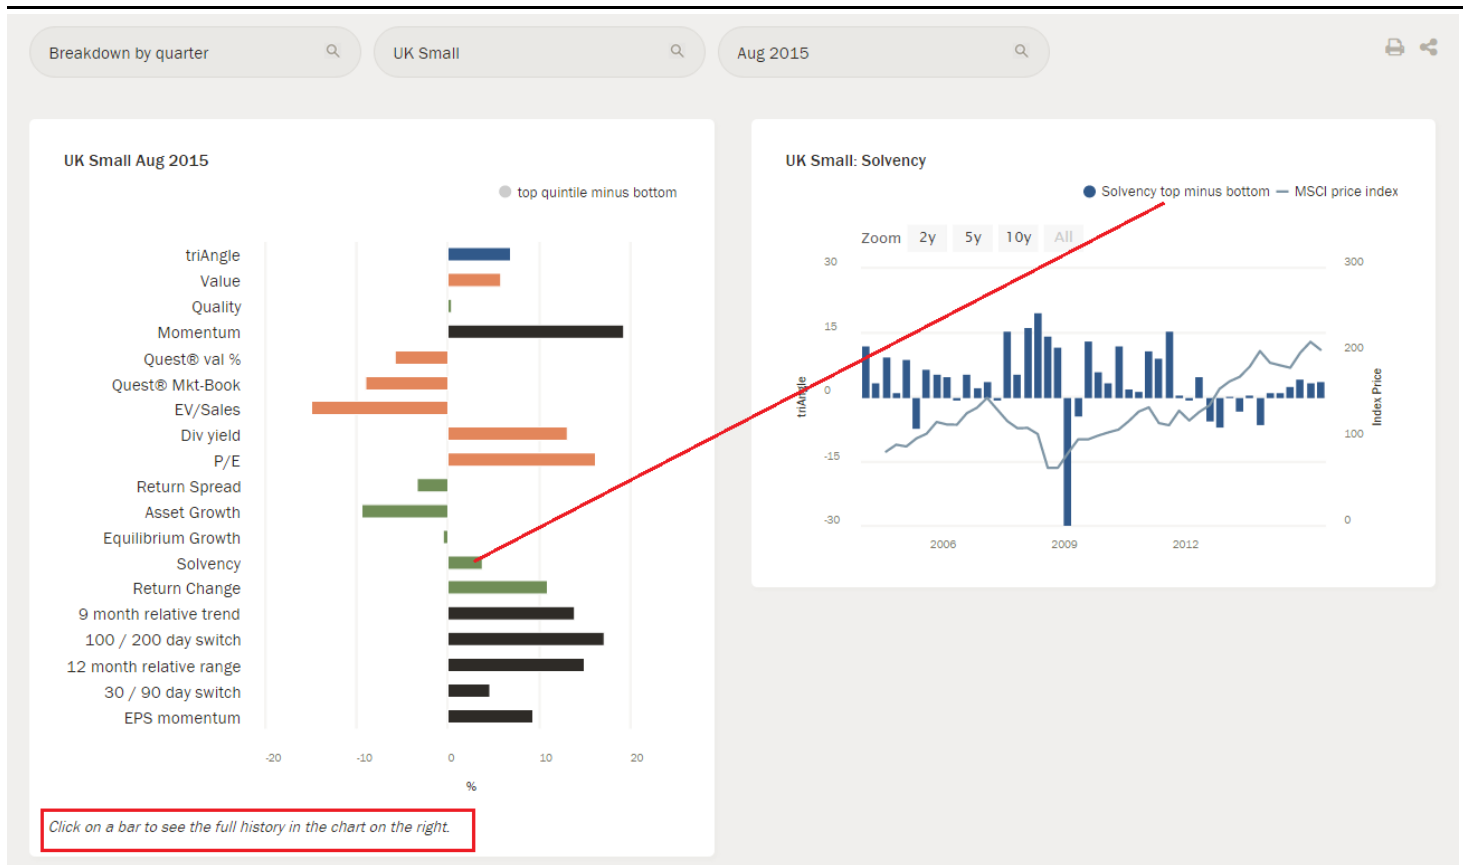 Breakdown by quarter
UK Small
Aug 2015
UK Small Aug 2015
top quintile minus bottom
triAngle
Value
Quality
Momentum
Quest® val %
Quest® Mkt-Book
EV/Sales
Div yield
P/E
Return Spread
Asset Growth
Equilibrium Growth
Solvency
Return Change
9 month relative trend
100 / 200 day switch
12 month relative range
30 / 90 day switch
EPS momentum
-20 -10 0 10 20
%
Click on a bar to see the full history in the chart on the right.
UK Small: Solvency
Solvency top minus bottom MSCI price index
Zoom 2y 5y 10y All
30
15
0
-15
-30
triAngle
300
200
100
0
Index Price
2006 2009 2012